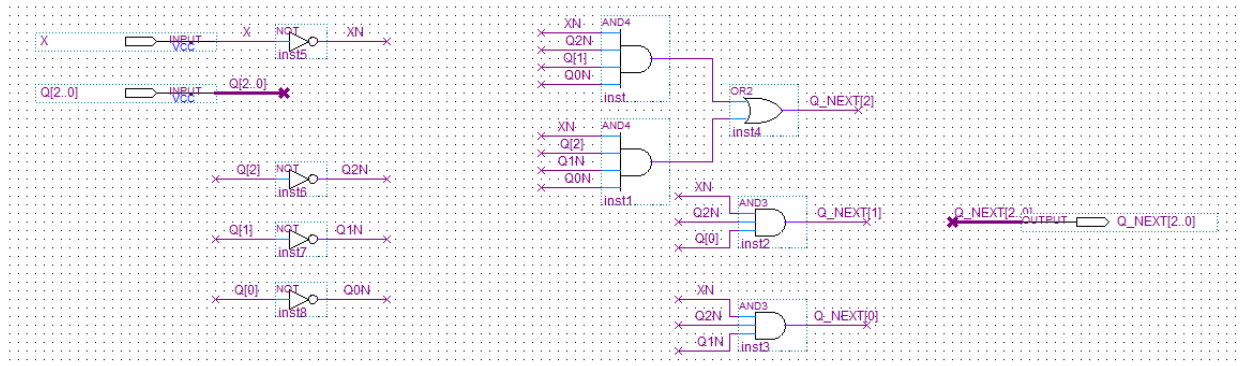 X
INPUT
VCC
X
NOT
XN
inst5
Q[2..0]
INPUT
VCC
Q[2..0]
Q[2]
NOT
Q2N
inst6
Q[1]
NOT
Q1N
inst7
Q[0]
NOT
Q0N
inst8
XN
AND4
Q2N
Q[1]
Q0N
inst
XN
AND4
Q[2]
Q1N
Q0N
inst1
OR2
Q_NEXT[2]
inst4
XN
AND3
Q2N
Q_NEXT[1]
Q[0]
inst2
XN
AND3
Q2N
Q_NEXT[0]
Q1N
inst3
Q_NEXT[2..0]
OUTPUT
Q_NEXT[2..0]